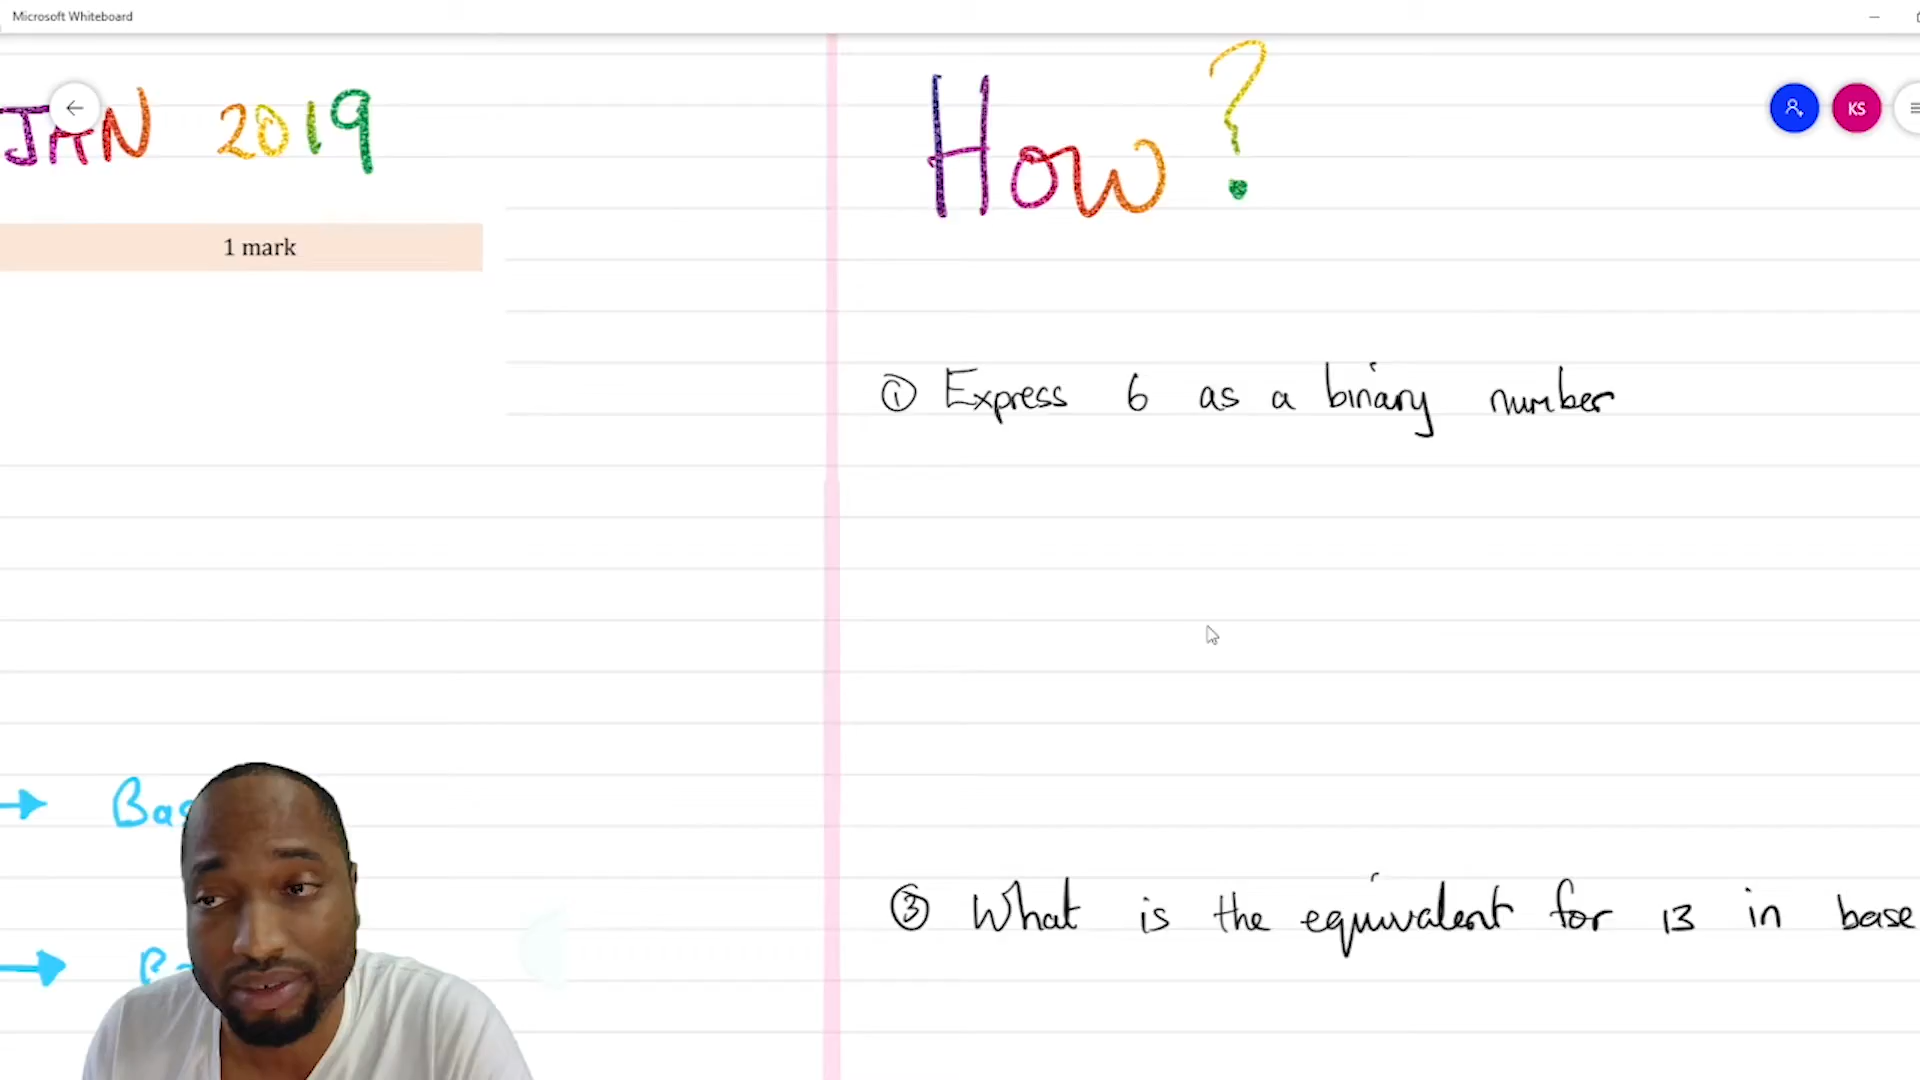 Microsoft Whiteboard
JAN 2019
How?
KS
1 mark
① Express 6 as a binary number
③ What is the equivalent for 13 in base